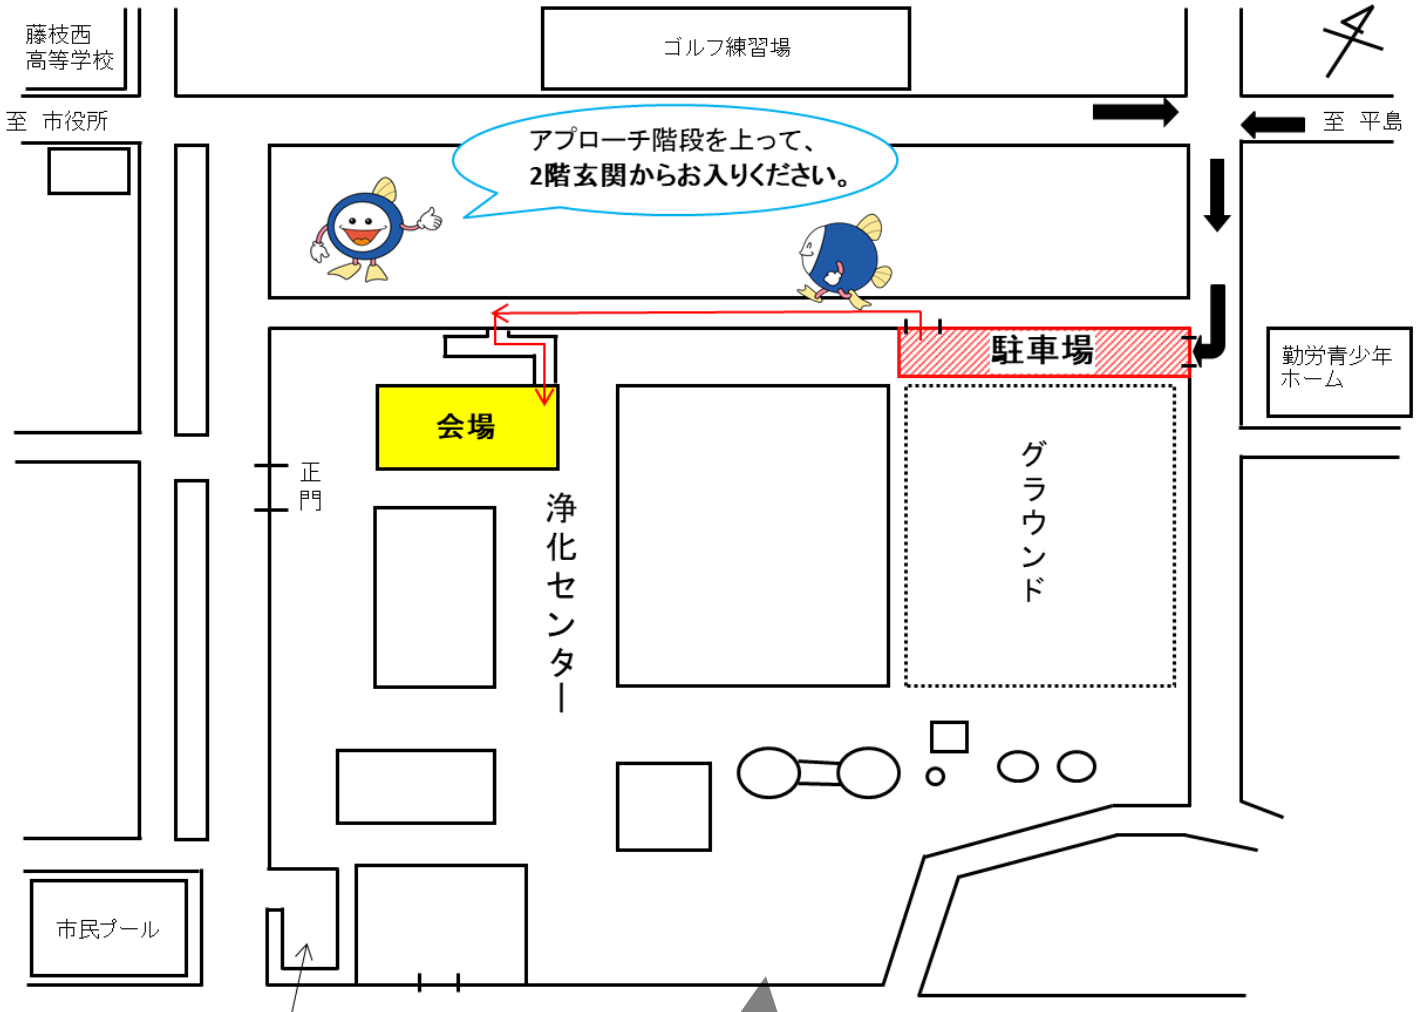 藤枝西
高等学校
ゴルフ練習場
至 市役所
至 平島
アプローチ階段を上って、
2階玄関からお入りください。
駐車場
勤労青少年
ホーム
会場
グラウンド
正門
浄化センター
市民プール